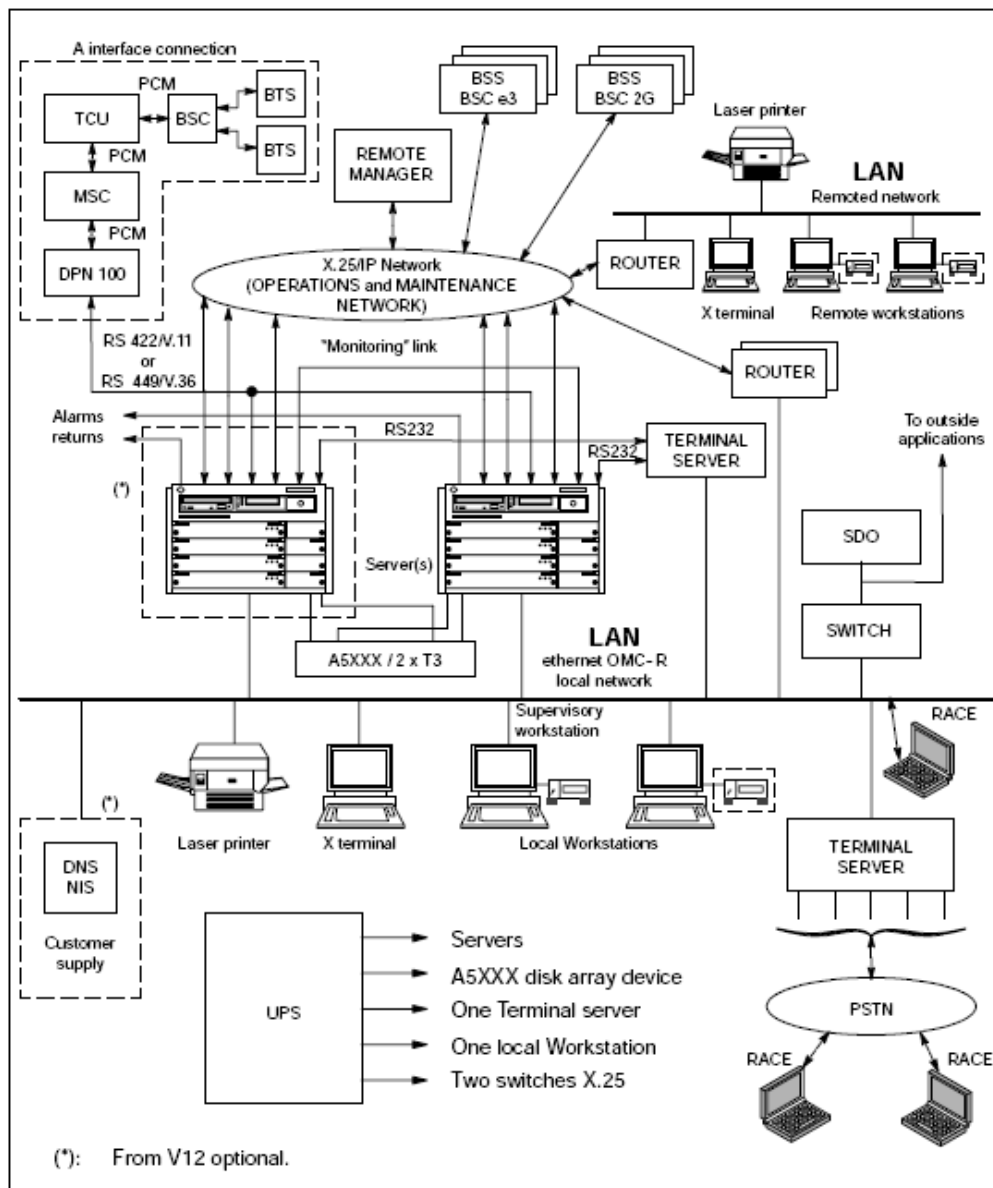 A interface connection
PCM
TCU
BSC
BTS
BTS
PCM
MSC
PCM
DPN 100
BSS
BSC e3
BSS
BSC 2G
REMOTE
MANAGER
Laser printer
LAN
Remoted network
ROUTER
X terminal
Remote workstations
X.25/IP Network
(OPERATIONS and MAINTENANCE
NETWORK)
RS 422/V.11
or
RS 449/V.36
"Monitoring" link
ROUTER
Alarms
returns
RS232
RS232
TERMINAL
SERVER
To outside
applications
(*)
Server(s)
SDO
SWITCH
A5XXX / 2 x T3
LAN
ethernet OMC-R
local network
Supervisory
workstation
RACE
(*)
Laser printer
X terminal
Local Workstations
TERMINAL
SERVER
DNS
NIS
Customer
supply
UPS
Servers
A5XXX disk array device
One Terminal server
One local Workstation
Two switches X.25
PSTN
RACE
RACE
(*): From V12 optional.